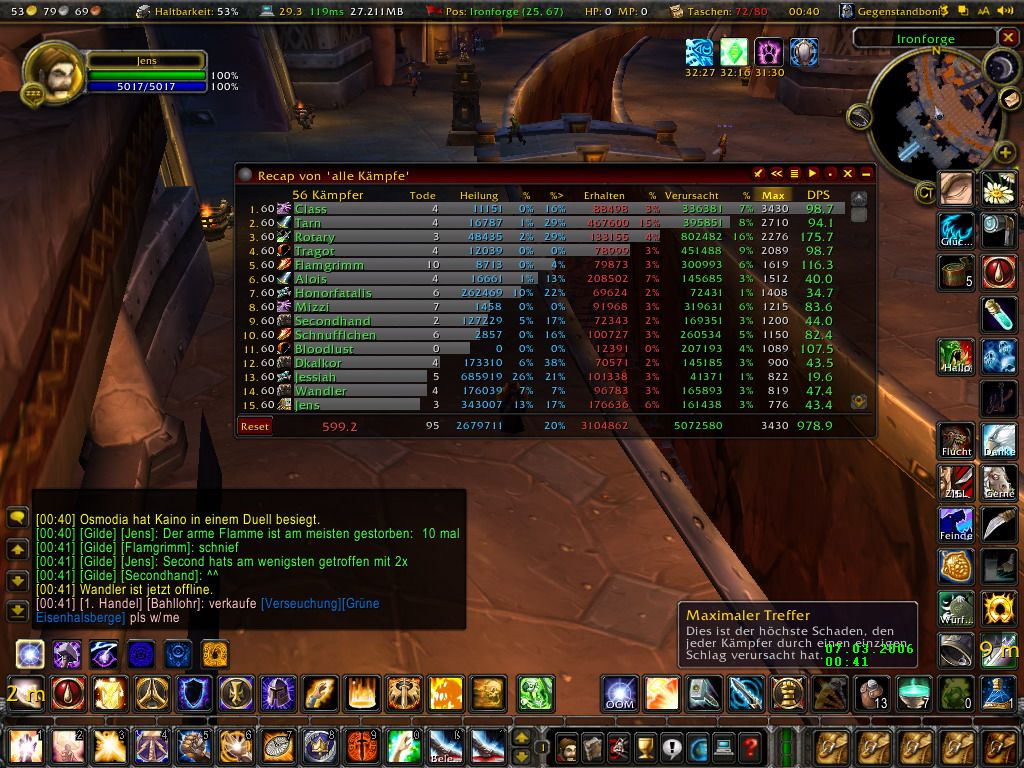 53 79 69 Haltbarkeit: 53% 29.3 119ms 27.211MB Pos: Ironforge (25, 67) HP: 0 MP: 0 Taschen: 72/80 00:40 Gegenstandboni
Ironforge
N
Jens
100%
5017/5017 100%
32:27 32:16 31:30
Recap von 'alle Kämpfe'
56 Kämpfer Tode Heilung % %> Erhalten % Verursacht % Max DPS
1. 60 Class 4 11151 0% 16% 88498 3% 336381 7% 3430 98.7
2. 60 Tarn 4 16787 1% 29% 467600 15% 395851 8% 2710 94.1
3. 60 Rotary 3 48435 2% 29% 133155 4% 802482 16% 2276 175.7
4. 60 Tragot 4 12039 0% 0% 78999 3% 451488 9% 2089 98.7
5. 60 Flamgrimm 10 8713 0% 4% 79873 3% 300993 6% 1619 116.3
6. 60 Alois 4 16661 1% 13% 208502 7% 145685 3% 1512 40.0
7. 60 Honorfatalis 6 262469 10% 22% 69624 2% 72431 1% 1408 34.7
8. 60 Mizzi 7 1458 0% 0% 91968 3% 319631 6% 1215 83.6
9. 60 Secondhand 2 127229 5% 17% 72343 2% 169351 3% 1200 44.0
10. 60 Schnufflchen 6 2857 0% 16% 100727 3% 260534 5% 1150 82.4
11. 60 Bloodlust 0 0 0% 0% 12391 0% 207193 4% 1089 107.5
12. 60 Dkalkor 4 173310 6% 38% 70571 2% 145185 3% 900 43.5
13. 60 Jessiah 5 685919 26% 21% 101338 3% 41371 1% 822 19.6
14. 60 Wandler 4 176039 7% 7% 96783 3% 165893 3% 819 47.4
15. 60 Jens 3 343007 13% 17% 176636 6% 161438 3% 776 43.4
Reset 599.2 95 2679711 20% 3104862 5072580 3430 978.9
Gluc...
5
Hallo
Flucht Danke
ZIEL Gerne
Feinde
Würf...
9 m
[00:40] Osmodia hat Kaino in einem Duell besiegt.
[00:40] [Gilde] [Jens]: Der arme Flamme ist am meisten gestorben: 10 mal
[00:41] [Gilde] [Flamgrimm]: schnief
[00:41] [Gilde] [Jens]: Second hats am wenigsten getroffen mit 2x
[00:41] [Gilde] [Secondhand]: ^^
[00:41] Wandler ist jetzt offline.
[00:41] [1. Handel] [Bahllohr]: verkaufe [Verseuchung][Grüne
Eisenhalsberge] pls w/me
Maximaler Treffer
Dies ist der höchste Schaden, den
jeder Kämpfer durch einen einzigen
Schlag verursacht hat.
07.03.2006
00:41
2 m OOM 13 7 0
1 2 3 4 5 6 7 8 9 0 Bele...